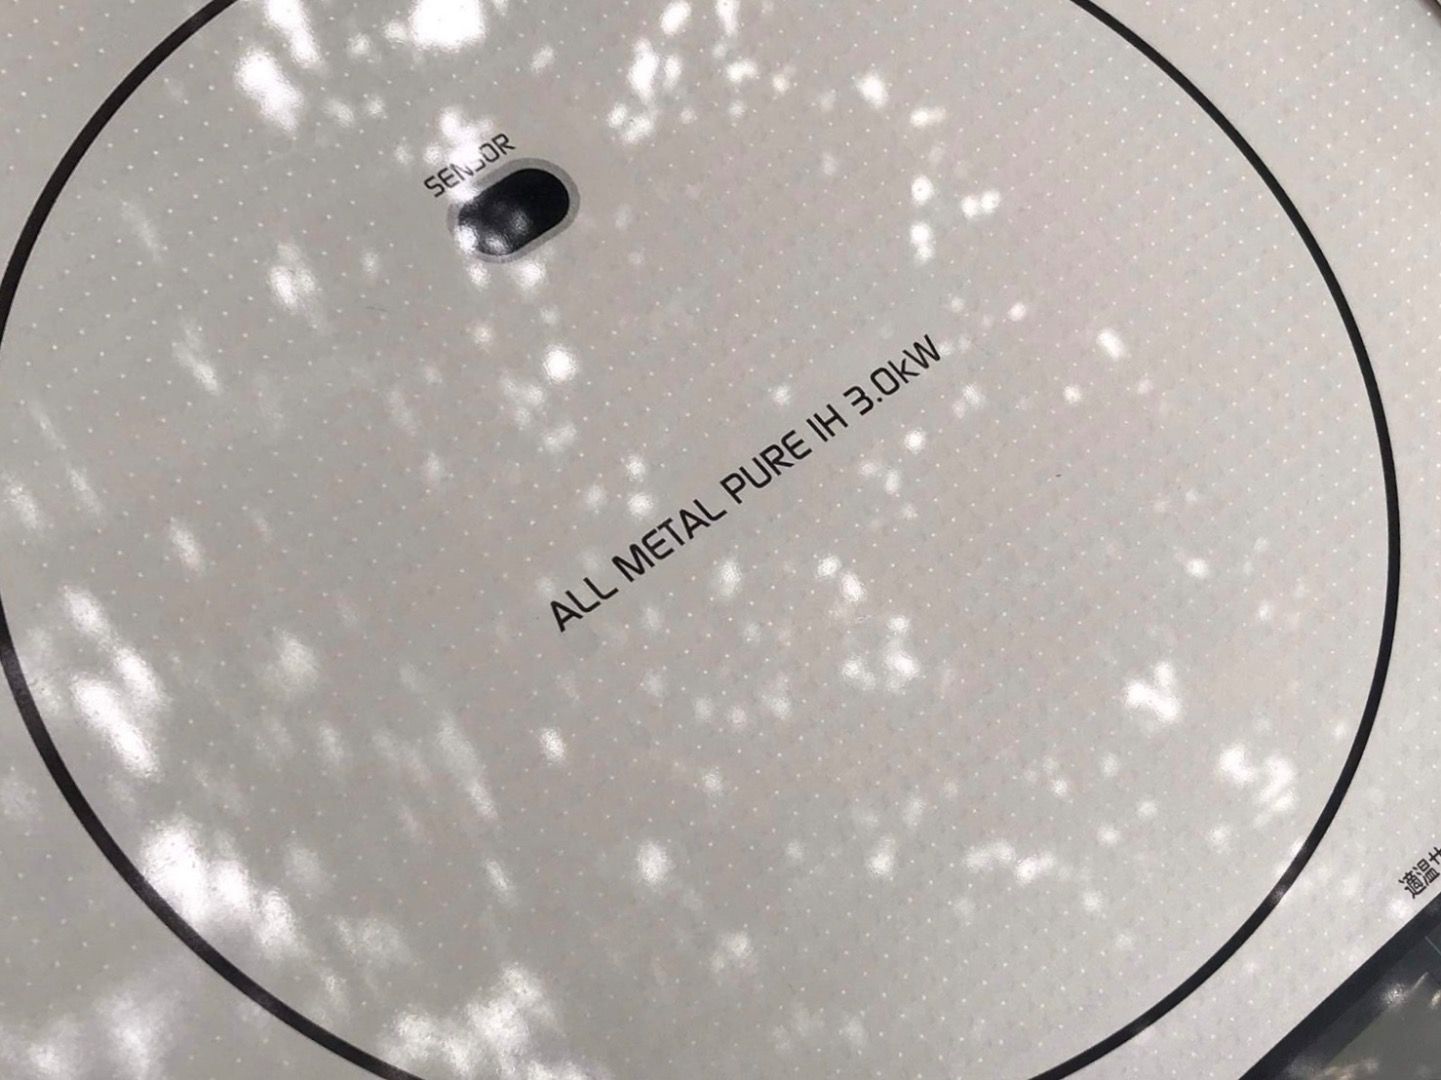 SENSOR
ALL METAL PURE IH 3.0kW
適温